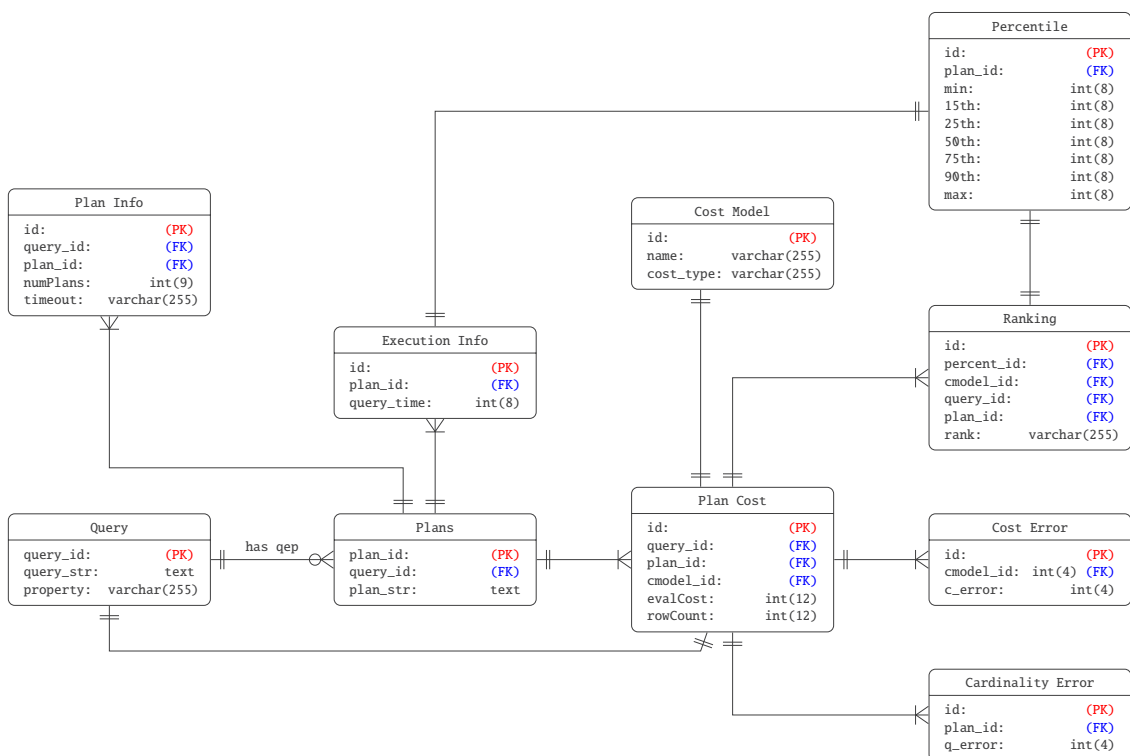 Percentile
id: (PK)
plan_id: (FK)
min: int(8)
15th: int(8)
25th: int(8)
50th: int(8)
75th: int(8)
90th: int(8)
max: int(8)
Plan Info
id: (PK)
query_id: (FK)
plan_id: (FK)
numPlans: int(9)
timeout: varchar(255)
Cost Model
id: (PK)
name: varchar(255)
cost_type: varchar(255)
Execution Info
id: (PK)
plan_id: (FK)
query_time: int(8)
Ranking
id: (PK)
percent_id: (FK)
cmodel_id: (FK)
query_id: (FK)
plan_id: (FK)
rank: varchar(255)
Query
query_id: (PK)
query_str: text
property: varchar(255)
has qep
Plans
plan_id: (PK)
query_id: (FK)
plan_str: text
Plan Cost
id: (PK)
query_id: (FK)
plan_id: (FK)
cmodel_id: (FK)
evalCost: int(12)
rowCount: int(12)
Cost Error
id: (PK)
cmodel_id: int(4) (FK)
c_error: int(4)
Cardinality Error
id: (PK)
plan_id: (FK)
q_error: int(4)